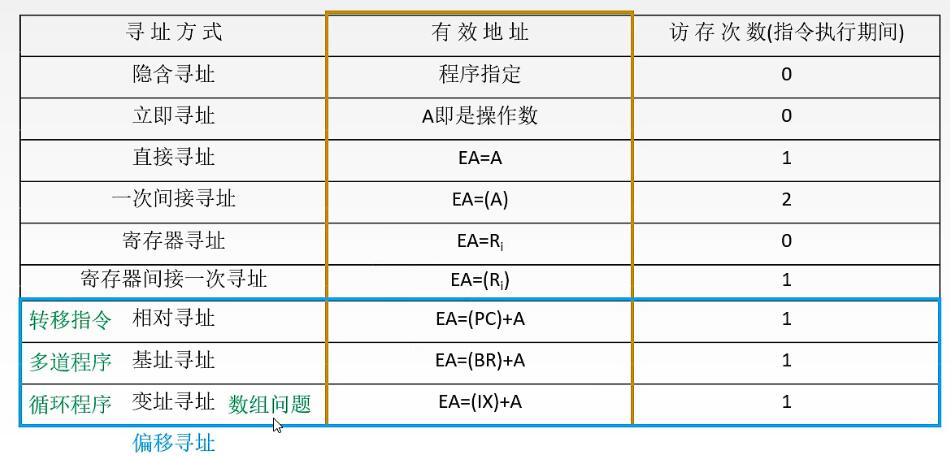 寻址方式 有效地址 访存次数(指令执行期间)
隐含寻址 程序指定 0
立即寻址 A即是操作数 0
直接寻址 EA=A 1
一次间接寻址 EA=(A) 2
寄存器寻址 EA=Ri 0
寄存器间接一次寻址 EA=(Ri) 1
转移指令 相对寻址 EA=(PC)+A 1
多道程序 基址寻址 EA=(BR)+A 1
循环程序 变址寻址 数组问题 EA=(IX)+A 1
偏移寻址